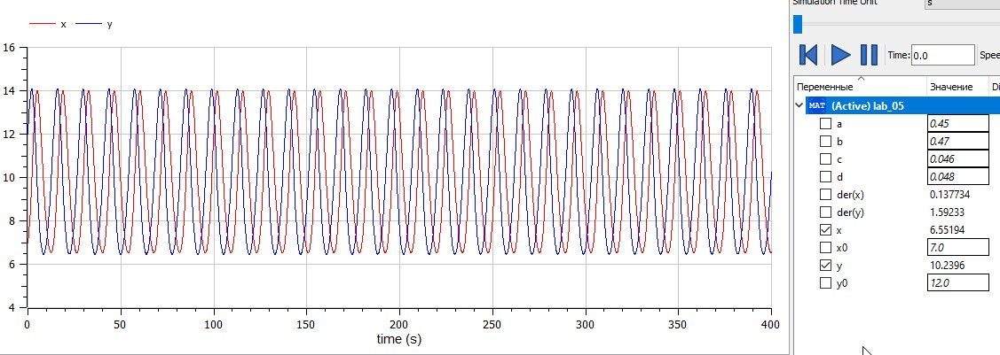 Simulation Time Unit s
x y
Time: 0.0 Spee
Переменные Значение Di
MAT (Active) lab_05
a 0.45
b 0.47
c 0.046
d 0.048
der(x) 0.137734
der(y) 1.59233
x 6.55194
x0 7.0
y 10.2396
y0 12.0
16
14
12
10
8
6
4
0 50 100 150 200 250 300 350 400
time (s)